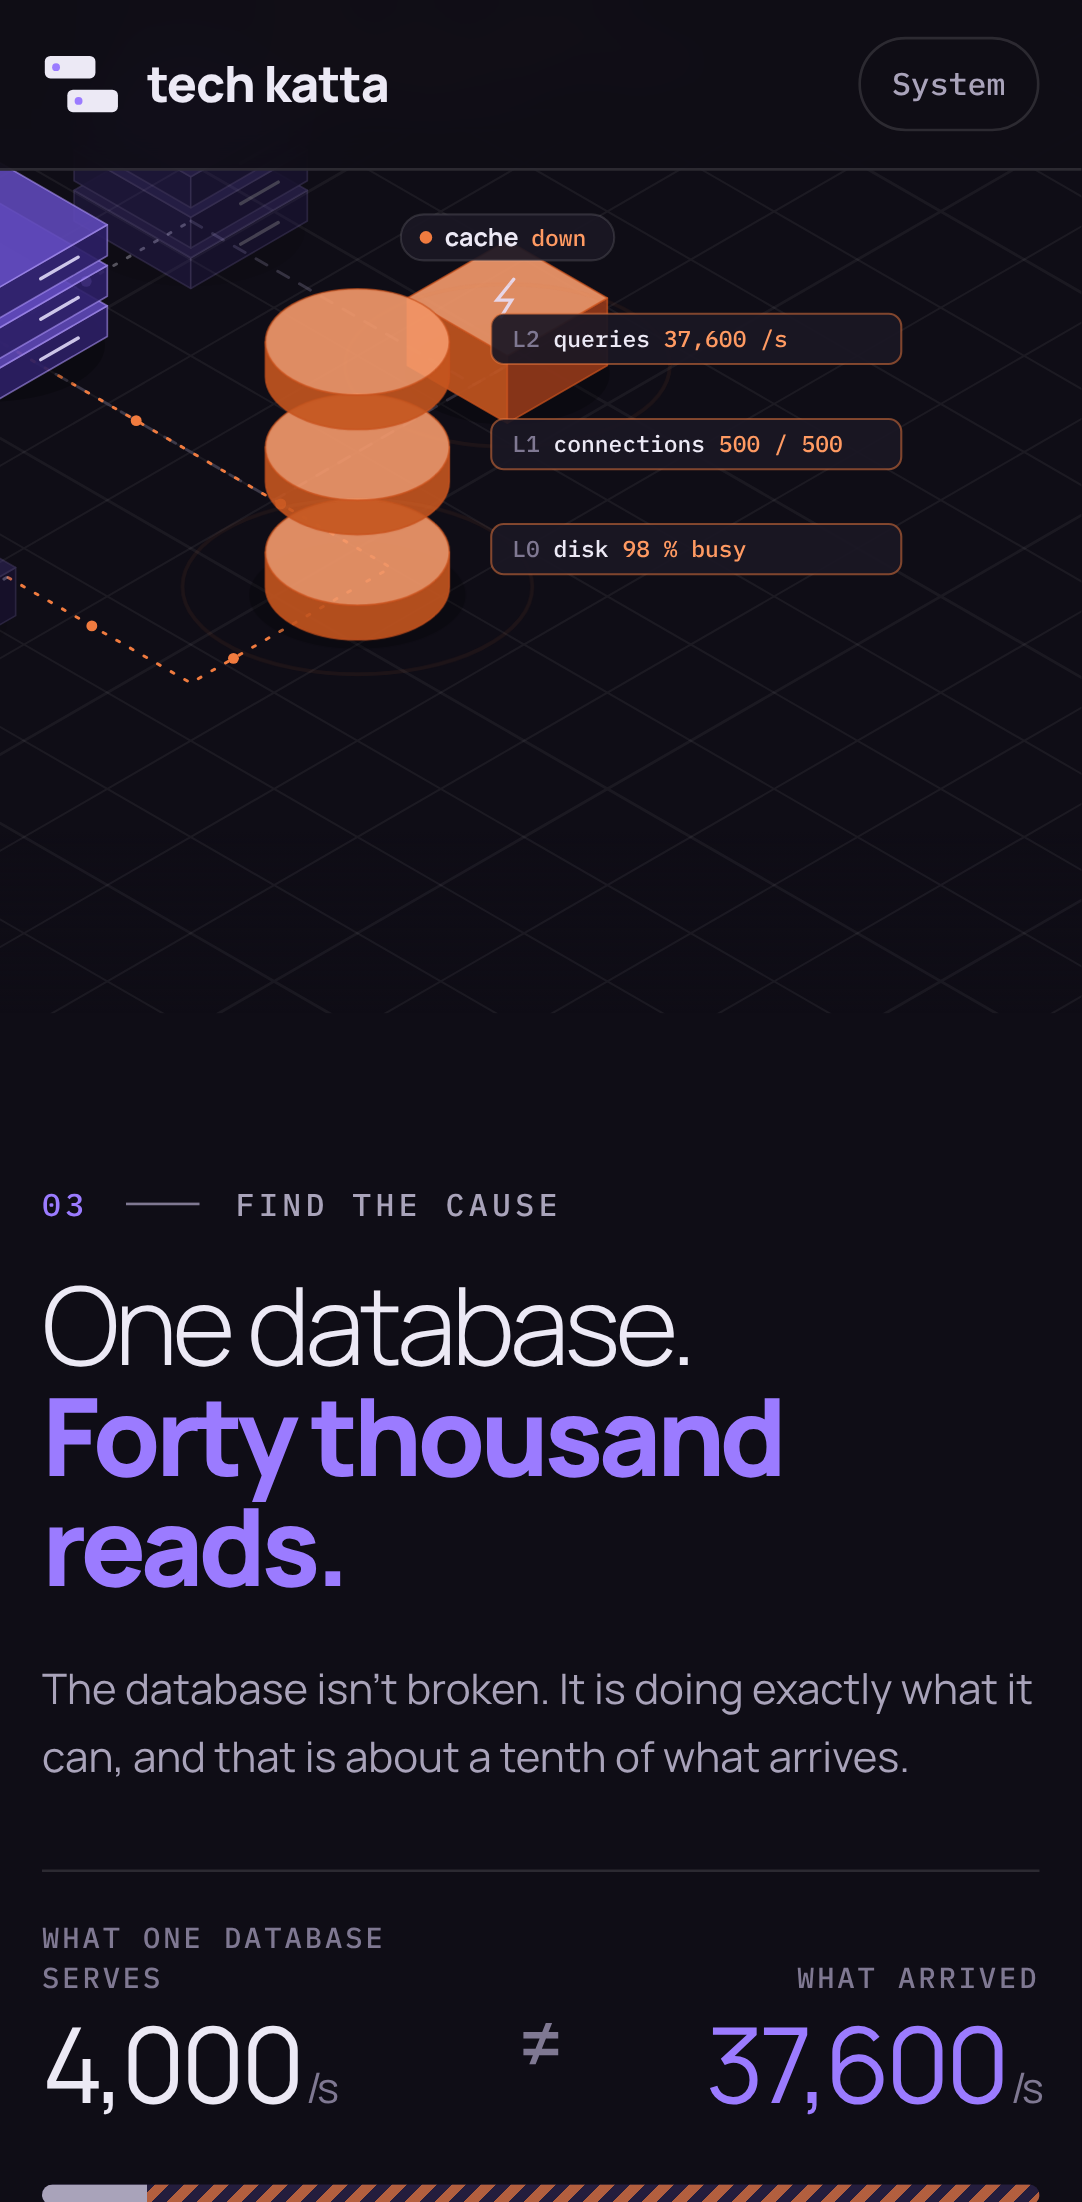 tech katta
System
cache down
L2 queries 37,600 /s
L1 connections 500 / 500
L0 disk 98 % busy
03 — FIND THE CAUSE
One database.
Forty thousand
reads.
The database isn’t broken. It is doing exactly what it
can, and that is about a tenth of what arrives.
WHAT ONE DATABASE
SERVES
WHAT ARRIVED
4,000 /s ≠ 37,600 /s